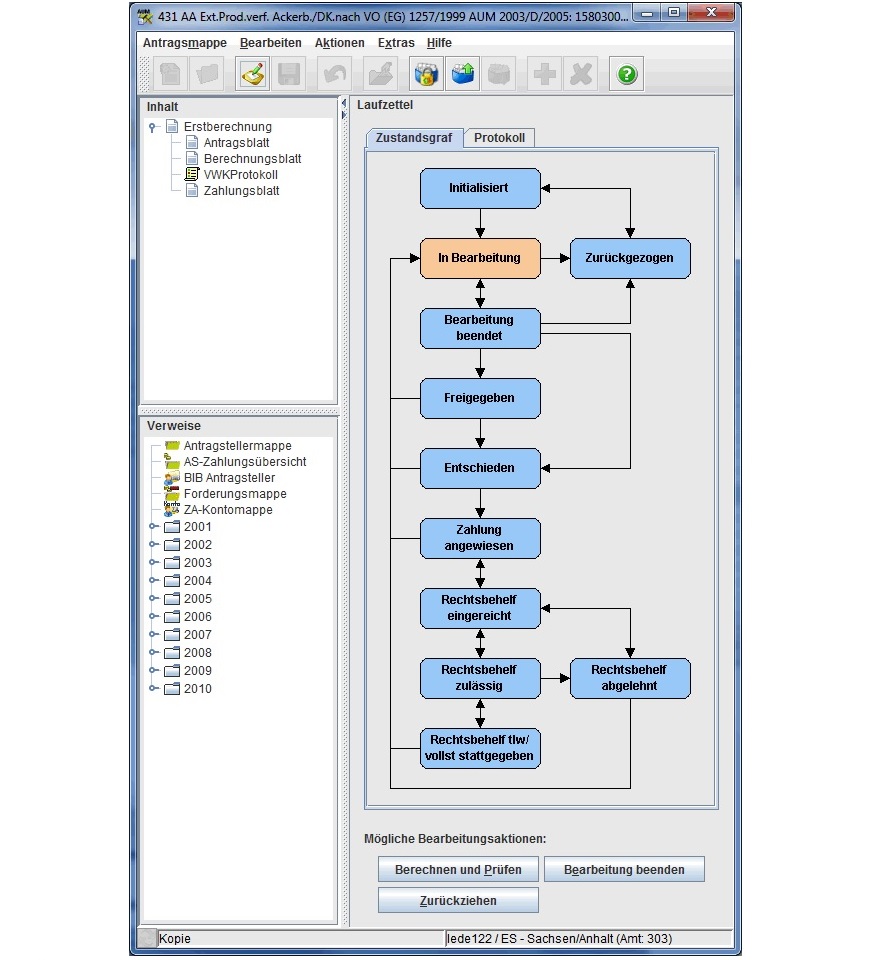 431 AA Ext.Prod.verf. Ackerb./DK.nach VO (EG) 1257/1999 AUM 2003/D/2005: 1580300...
Antragsmappe Bearbeiten Aktionen Extras Hilfe
Inhalt
Erstberechnung
Antragsblatt
Berechnungsblatt
VWKProtokoll
Zahlungsblatt
Verweise
Antragstellermappe
AS-Zahlungsübersicht
BIB Antragsteller
Forderungsmappe
ZA-Kontomappe
2001
2002
2003
2004
2005
2006
2007
2008
2009
2010
Laufzettel
Zustandsgraf Protokoll
Initialisiert
In Bearbeitung
Zurückgezogen
Bearbeitung
beendet
Freigegeben
Entschieden
Zahlung
angewiesen
Rechtsbehelf
eingereicht
Rechtsbehelf
zulässig
Rechtsbehelf
abgelehnt
Rechtsbehelf tlw/
vollst stattgegeben
Mögliche Bearbeitungsaktionen:
Berechnen und Prüfen
Bearbeitung beenden
Zurückziehen
Kopie
lede122 / ES - Sachsen/Anhalt (Amt: 303)